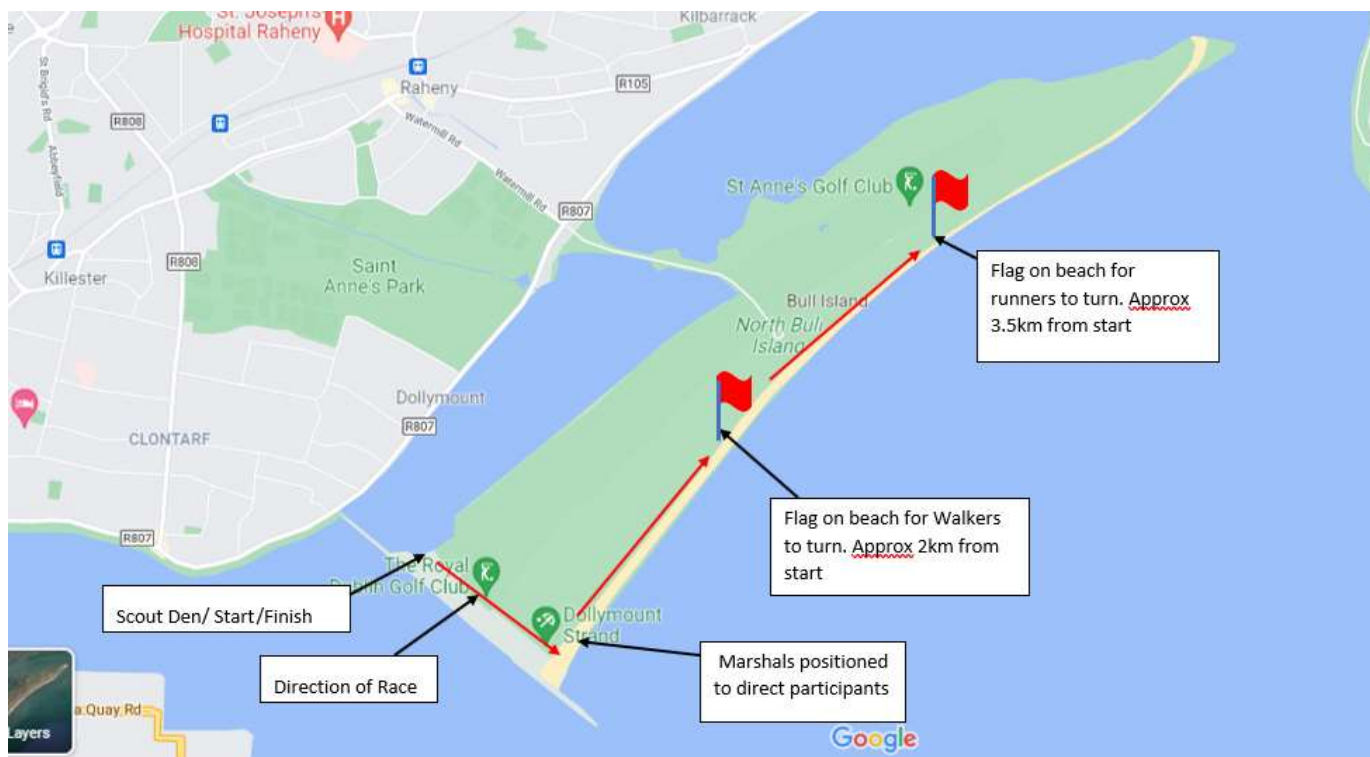 St. Joseph's
Hospital Raheny
H
Kilbarrack
St Brigid's Rd
Abbeyfield
R808
Raheny
R105
Watermill Rd
Watermill Rd
R807
St Anne's Golf Club
Killester
R808
Saint
Anne's Park
Bull Island
North Bull
Island
Flag on beach for
runners to turn. Approx
3.5km from start
Dollymount
R807
CLONTARF
R807
Flag on beach for Walkers
to turn. Approx 2km from
start
The Royal
Dublin Golf Club
Scout Den/ Start/Finish
Dollymount
Strand
Direction of Race
Marshals positioned
to direct participants
a Quay Rd
Layers
Google